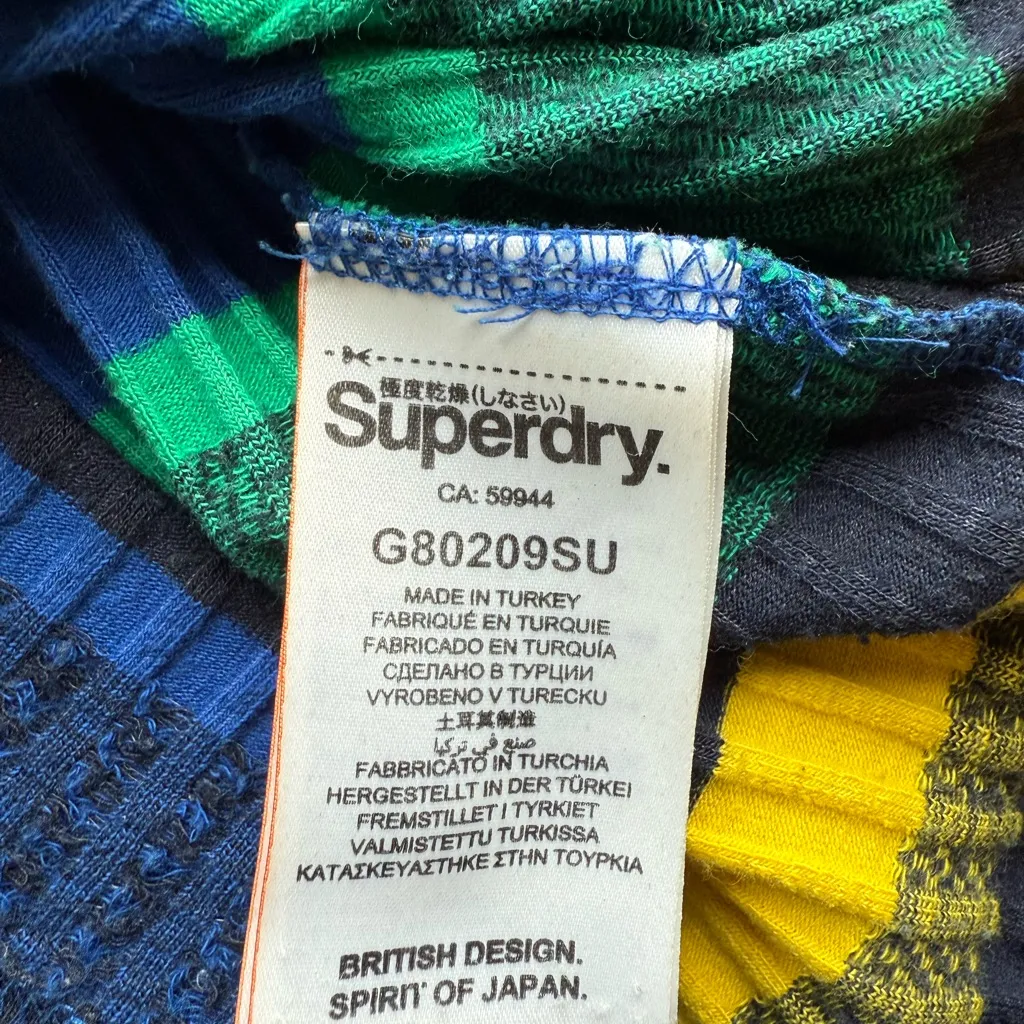 極度乾燥(しなさい)
Superdry.
CA: 59944
G80209SU
MADE IN TURKEY
FABRIQUÉ EN TURQUIE
FABRICADO EN TURQUÍA
СДЕЛАНО В ТУРЦИИ
VYROBENO V TURECKU
土耳其制造
صنع في تركيا
FABBRICATO IN TURCHIA
HERGESTELLT IN DER TÜRKEI
FREMSTILLET I TYRKIET
VALMISTETTU TURKISSA
ΚΑΤΑΣΚΕΥΑΣΤΗΚΕ ΣΤΗΝ ΤΟΥΡΚΙΑ
BRITISH DESIGN.
SPIRIT OF JAPAN.